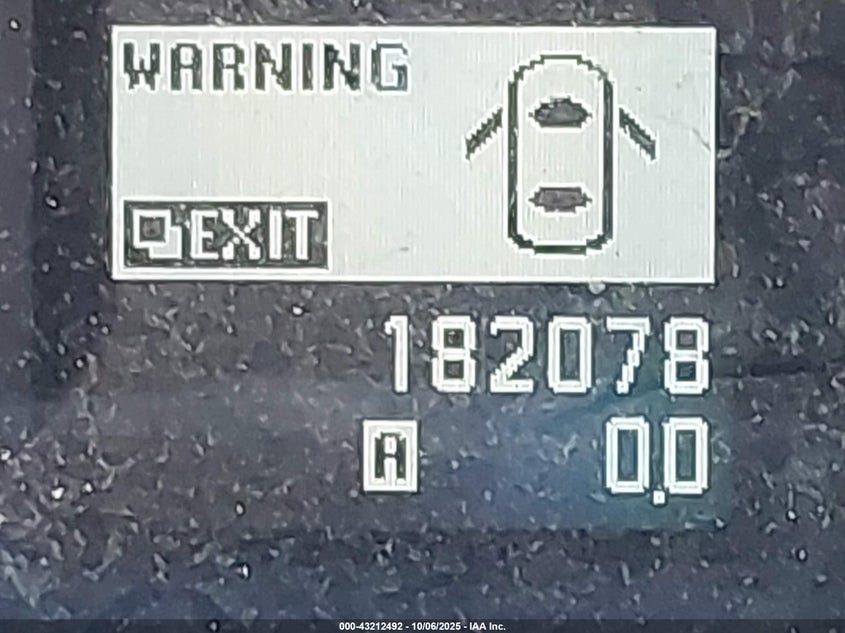 WARNING
EXIT
182078
A 0.0
000-43212492 - 10/06/2025 - IAA Inc.